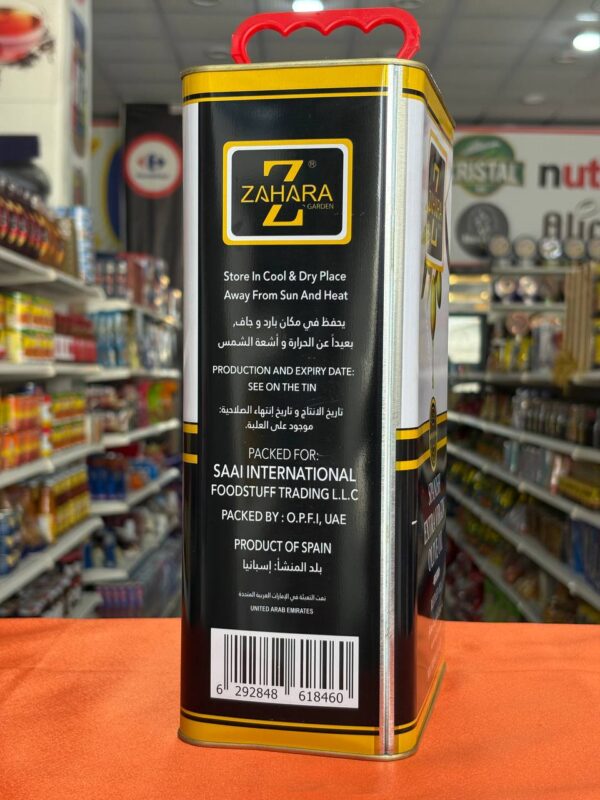 ZAHARA
Z®
GARDEN
Store In Cool & Dry Place
Away From Sun And Heat
يحفظ في مكان بارد و جاف,
بعيداً عن الحرارة و أشعة الشمس
PRODUCTION AND EXPIRY DATE:
SEE ON THE TIN
تاريخ الانتاج و تاريخ إنتهاء الصلاحية:
موجود على العلبة.
PACKED FOR:
SAAI INTERNATIONAL
FOODSTUFF TRADING L.L.C
PACKED BY : O.P.F.I, UAE
PRODUCT OF SPAIN
بلد المنشأ: إسبانيا
تمت التعبئة في الإمارات العربية المتحدة
UNITED ARAB EMIRATES
6 292848 618460
ZAHARA
RISTAL
nut